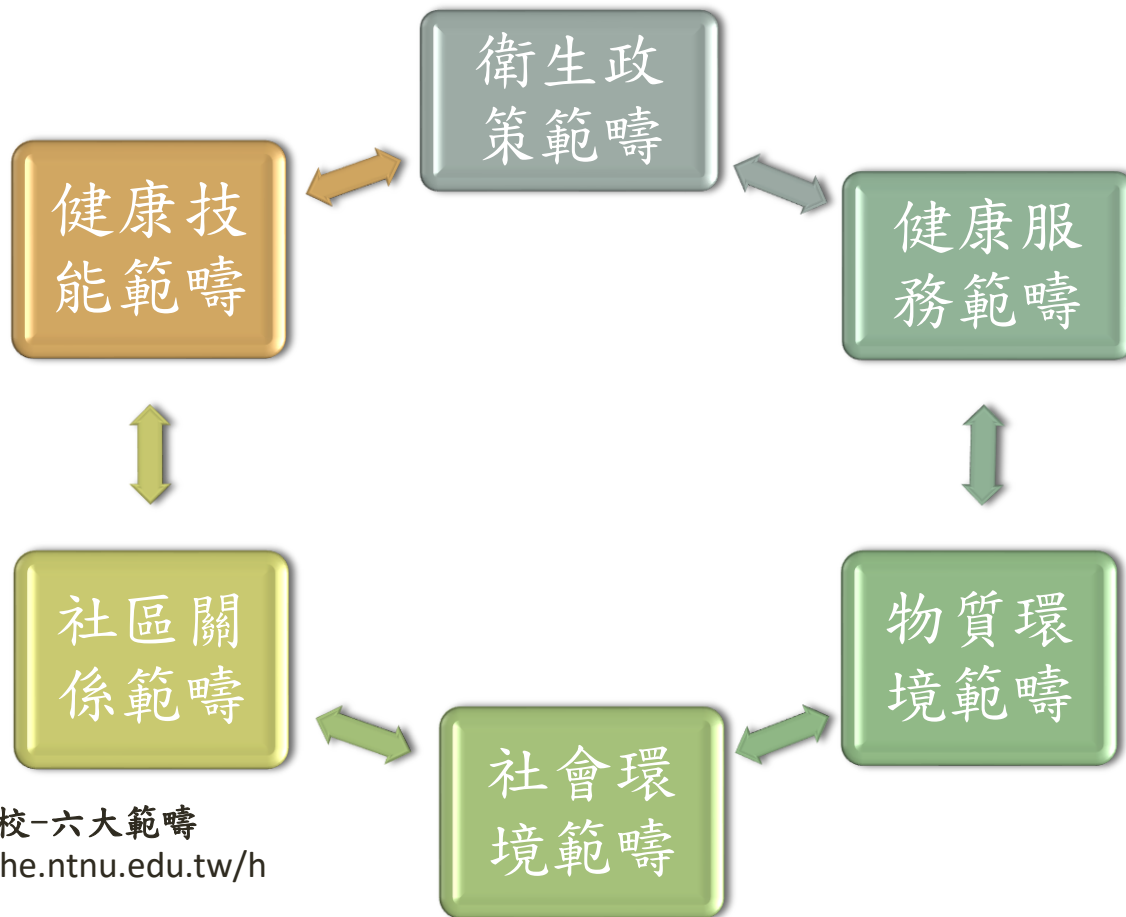 衛生政
策範疇
健康服
務範疇
物質環
境範疇
社會環
境範疇
社區關
係範疇
健康技
能範疇
校-六大範疇
he.ntnu.edu.tw/h